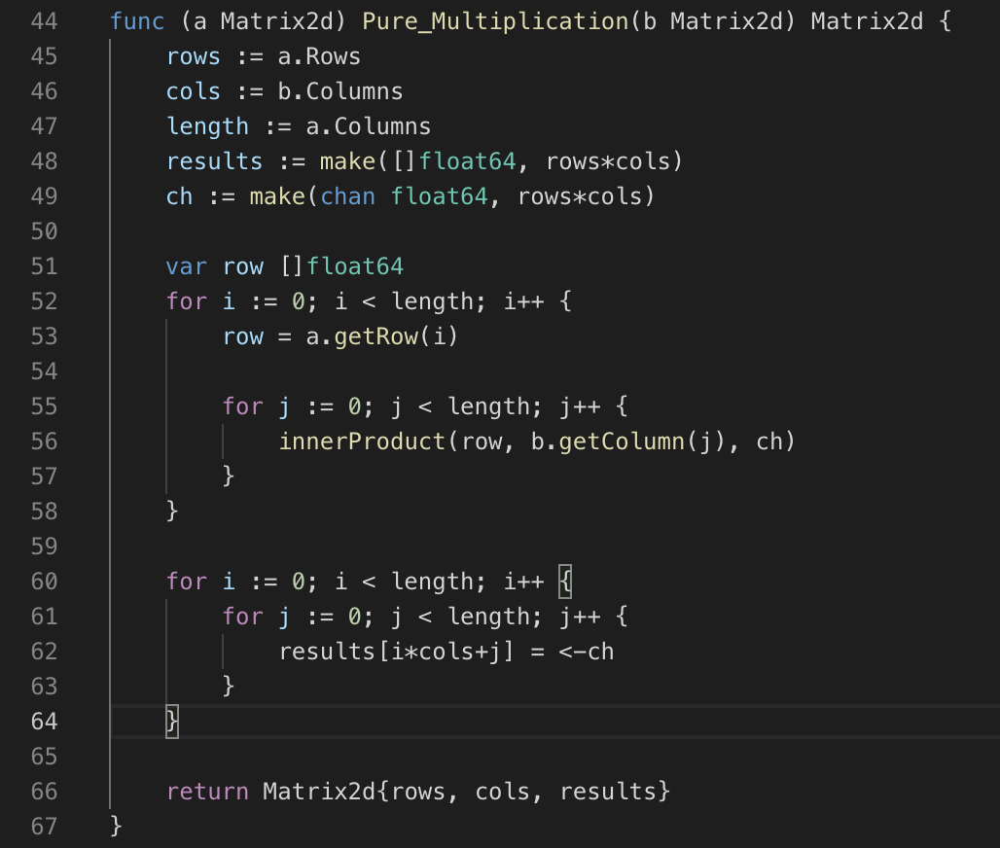 44 func (a Matrix2d) Pure_Multiplication(b Matrix2d) Matrix2d {
45     rows := a.Rows
46     cols := b.Columns
47     length := a.Columns
48     results := make([]float64, rows*cols)
49     ch := make(chan float64, rows*cols)
50
51     var row []float64
52     for i := 0; i < length; i++ {
53         row = a.getRow(i)
54
55         for j := 0; j < length; j++ {
56             innerProduct(row, b.getColumn(j), ch)
57         }
58     }
59
60     for i := 0; i < length; i++ {
61         for j := 0; j < length; j++ {
62             results[i*cols+j] = <-ch
63         }
64     }
65
66     return Matrix2d{rows, cols, results}
67 }